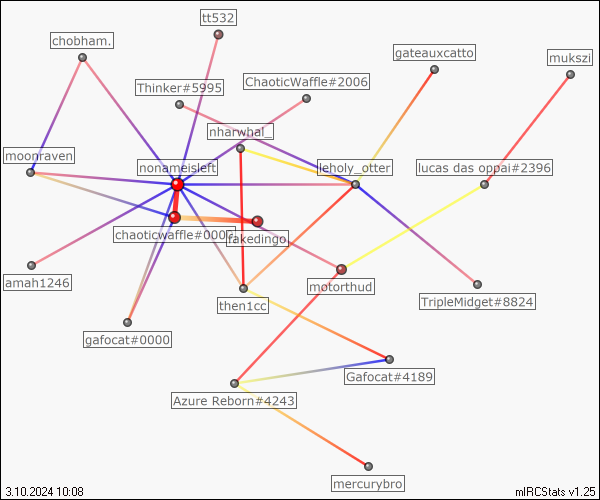 tt532
chobham.
gateauxcatto
mukszi
Thinker#5995
ChaoticWaffle#2006
nharwhal_
moonraven
nonameisleft
leholy_otter
lucas das oppai#2396
chaoticwaffle#000
fakedingo.
amah1246
motorthud
then1cc
TripleMidget#8824
gafocat#0000
Gafocat#4189
Azure Reborn#4243
mercurybro
3.10.2024 10:08
mIRCStats v1.25